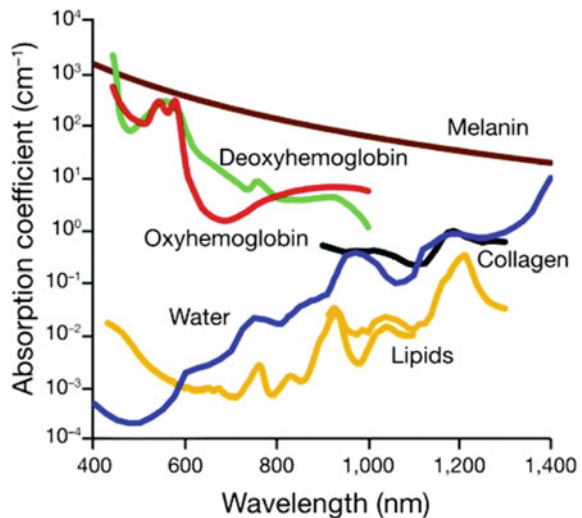 Absorption coefficient (cm⁻¹)
10⁴
10³
10²
10¹
10⁰
10⁻¹
10⁻²
10⁻³
10⁻⁴
Melanin
Deoxyhemoglobin
Oxyhemoglobin
Collagen
Water
Lipids
400 600 800 1,000 1,200 1,400
Wavelength (nm)